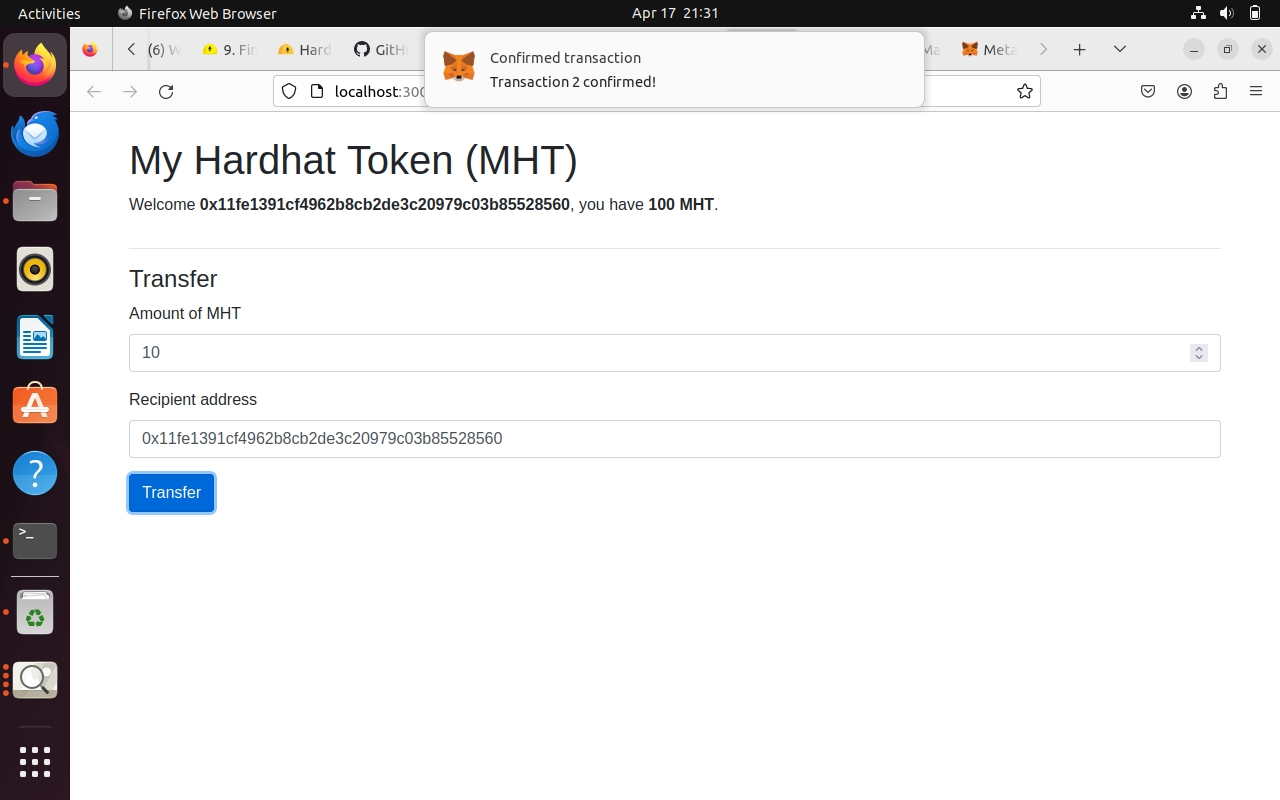 Activities
Firefox Web Browser
Apr 17 21:31
(6) W
9. Fir
Hard
GitH
Ma
Meta
Confirmed transaction
Transaction 2 confirmed!
localhost:300
My Hardhat Token (MHT)
Welcome 0x11fe1391cf4962b8cb2de3c20979c03b85528560, you have 100 MHT.
Transfer
Amount of MHT
10
Recipient address
0x11fe1391cf4962b8cb2de3c20979c03b85528560
Transfer